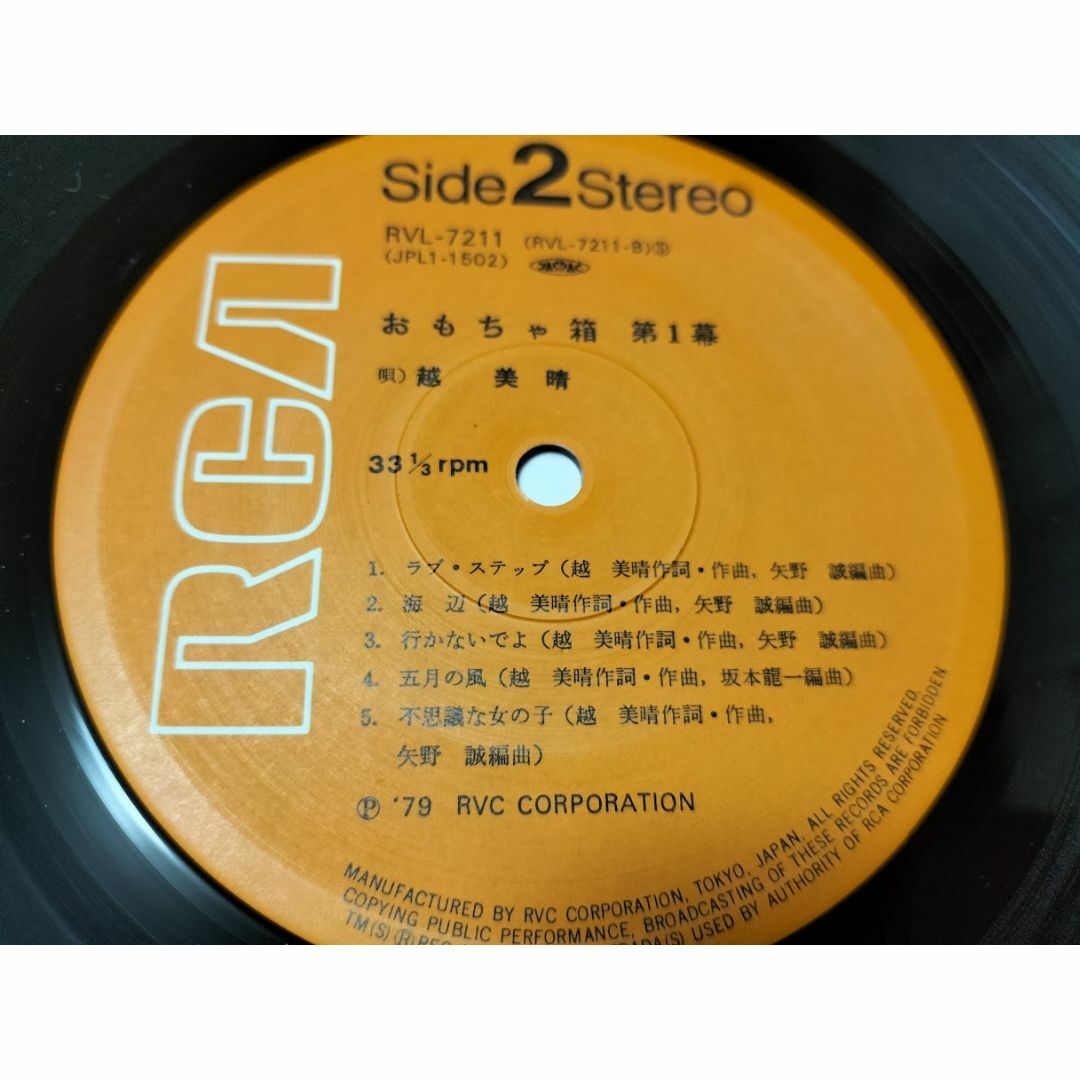 Side 2 Stereo
RVL-7211 (RVL-7211-B)Ⓢ
(JPL1-1502) JASRAC
おもちゃ箱 第1幕
唄)越 美晴
33 1/3 rpm
1. ラブ・ステップ(越 美晴作詞・作曲, 矢野 誠編曲)
2. 海 辺(越 美晴作詞・作曲, 矢野 誠編曲)
3. 行かないでよ(越 美晴作詞・作曲, 矢野 誠編曲)
4. 五月の風(越 美晴作詞・作曲, 坂本龍一編曲)
5. 不思議な女の子(越 美晴作詞・作曲,
矢野 誠編曲)
Ⓟ '79 RVC CORPORATION
MANUFACTURED BY RVC CORPORATION, TOKYO, JAPAN, ALL RIGHTS RESERVED.
COPYING PUBLIC PERFORMANCE, BROADCASTING OF THESE RECORDS ARE FORBIDDEN
TM(S) Ⓡ USED BY AUTHORITY OF RCA CORPORATION
RCA